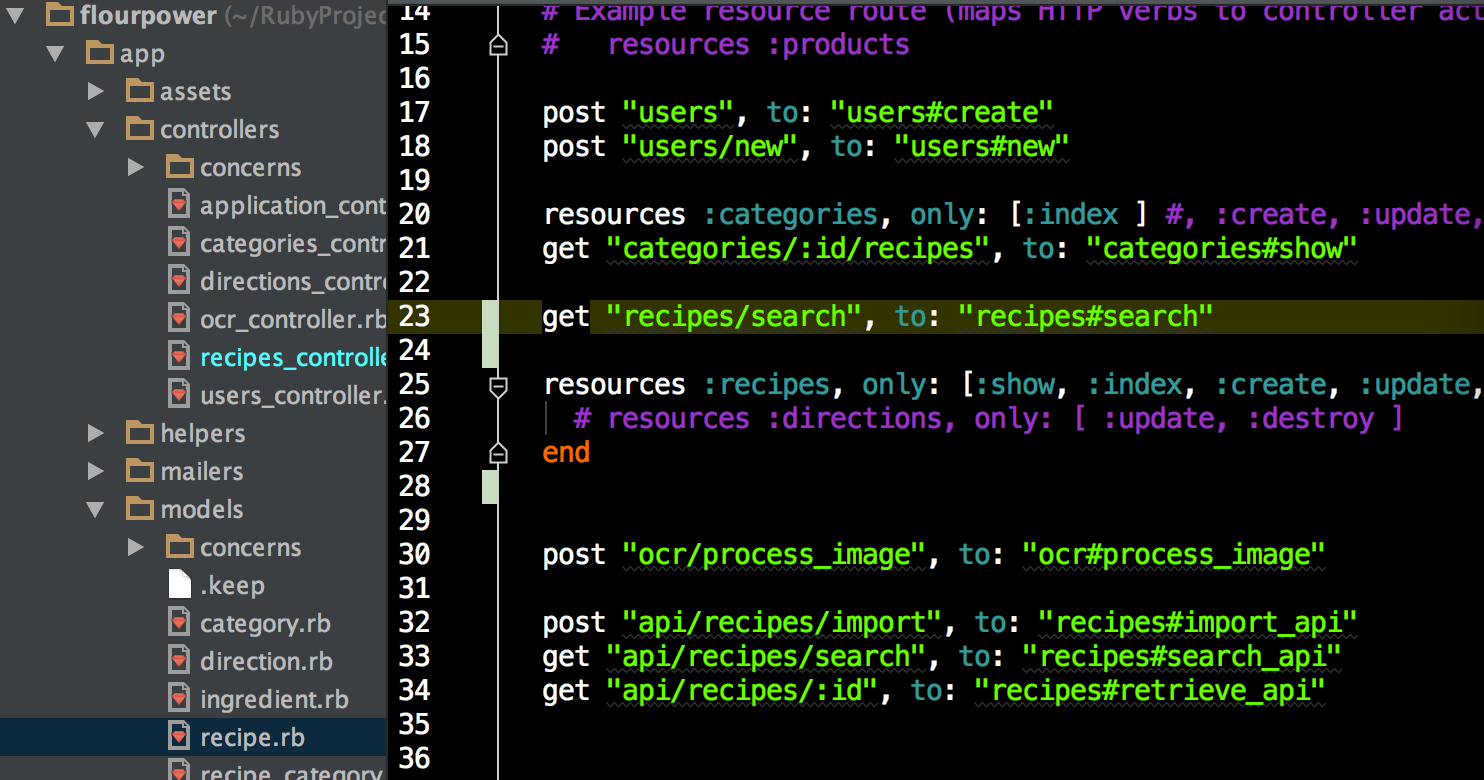 flourpower (~/RubyProjec
app
assets
controllers
concerns
application_cont
categories_contr
directions_contro
ocr_controller.rb
recipes_controlle
users_controller.
helpers
mailers
models
concerns
.keep
category.rb
direction.rb
ingredient.rb
recipe.rb
recipe_category
14 # Example resource route (maps HTTP verbs to controller act
15 #   resources :products
16
17 post "users", to: "users#create"
18 post "users/new", to: "users#new"
19
20 resources :categories, only: [:index ] #, :create, :update,
21 get "categories/:id/recipes", to: "categories#show"
22
23 get "recipes/search", to: "recipes#search"
24
25 resources :recipes, only: [:show, :index, :create, :update,
26   # resources :directions, only: [ :update, :destroy ]
27 end
28
29
30 post "ocr/process_image", to: "ocr#process_image"
31
32 post "api/recipes/import", to: "recipes#import_api"
33 get "api/recipes/search", to: "recipes#search_api"
34 get "api/recipes/:id", to: "recipes#retrieve_api"
35
36